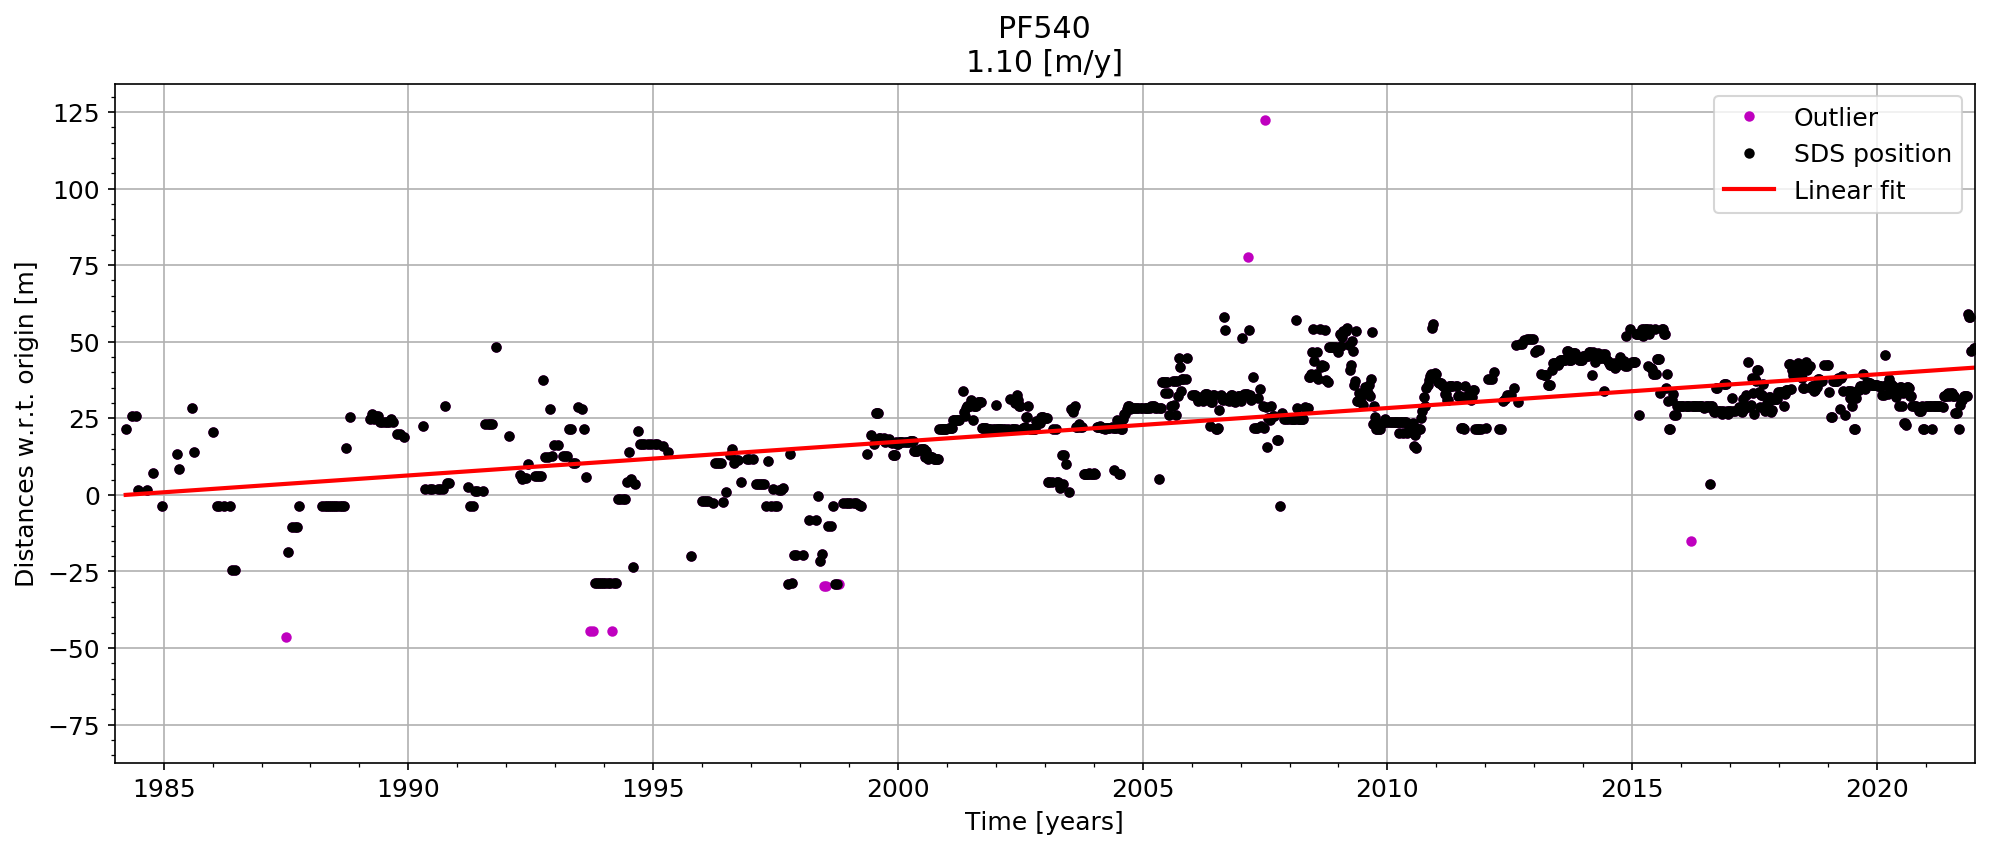 PF540
1.10 [m/y]
Distances w.r.t. origin [m]
125
100
75
50
25
0
−25
−50
−75
Outlier
SDS position
Linear fit
1985 1990 1995 2000 2005 2010 2015 2020
Time [years]